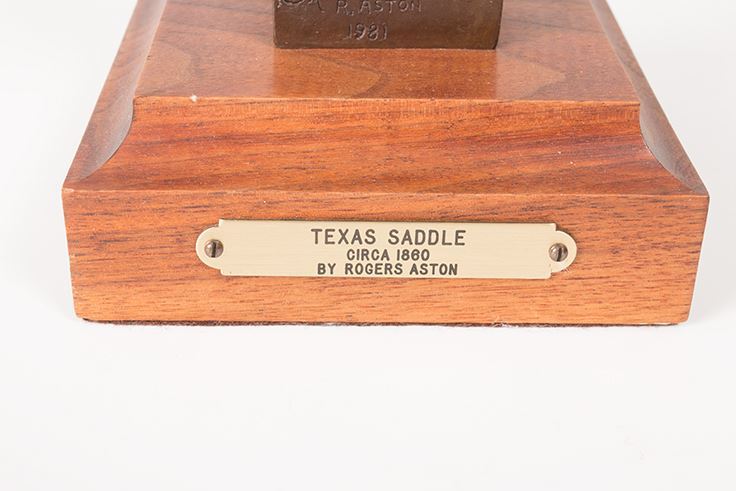 R. ASTON
1981
TEXAS SADDLE
CIRCA 1860
BY ROGERS ASTON